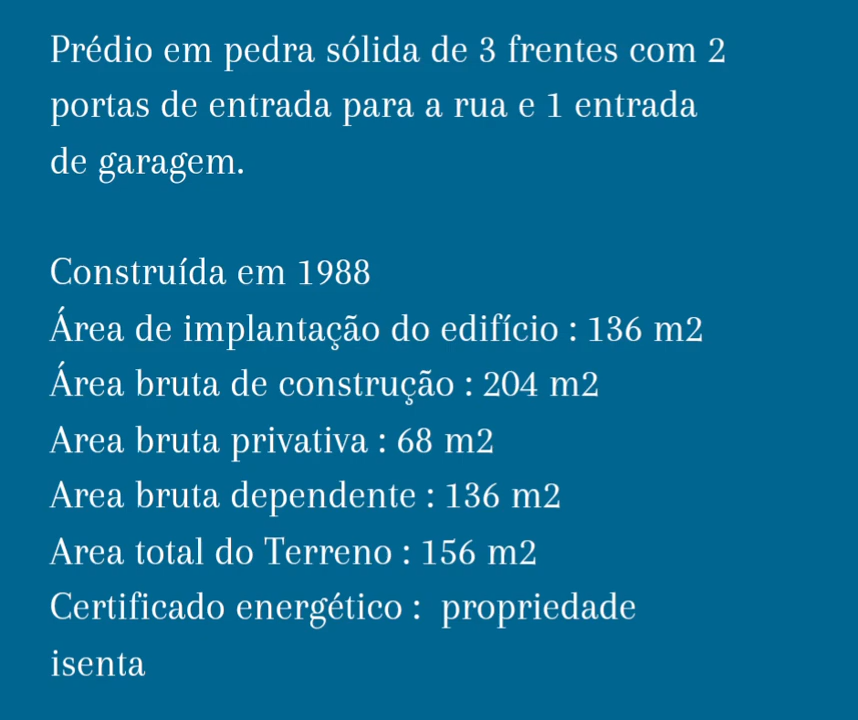 Prédio em pedra sólida de 3 frentes com 2
portas de entrada para a rua e 1 entrada
de garagem.
Construída em 1988
Área de implantação do edifício : 136 m2
Área bruta de construção : 204 m2
Area bruta privativa : 68 m2
Area bruta dependente : 136 m2
Area total do Terreno : 156 m2
Certificado energético :  propriedade
isenta